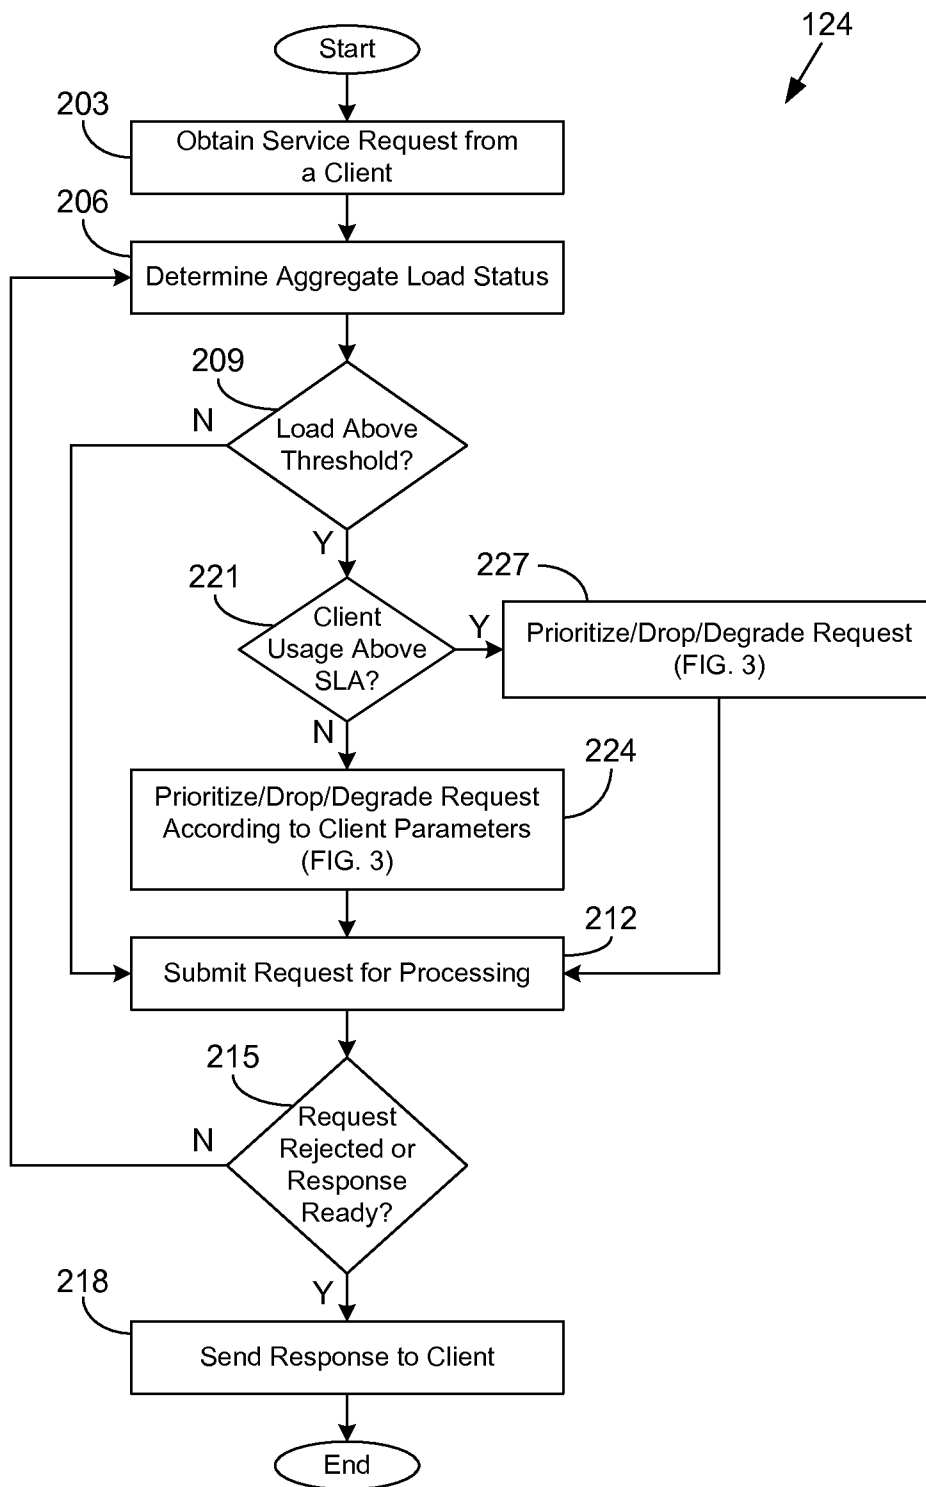 124
Start
203
Obtain Service Request from
a Client
206
Determine Aggregate Load Status
209
N
Load Above
Threshold?
Y
221
227
Client
Usage Above
SLA?
Y
Prioritize/Drop/Degrade Request
(FIG. 3)
N
224
Prioritize/Drop/Degrade Request
According to Client Parameters
(FIG. 3)
212
Submit Request for Processing
215
N
Request
Rejected or
Response
Ready?
Y
218
Send Response to Client
End